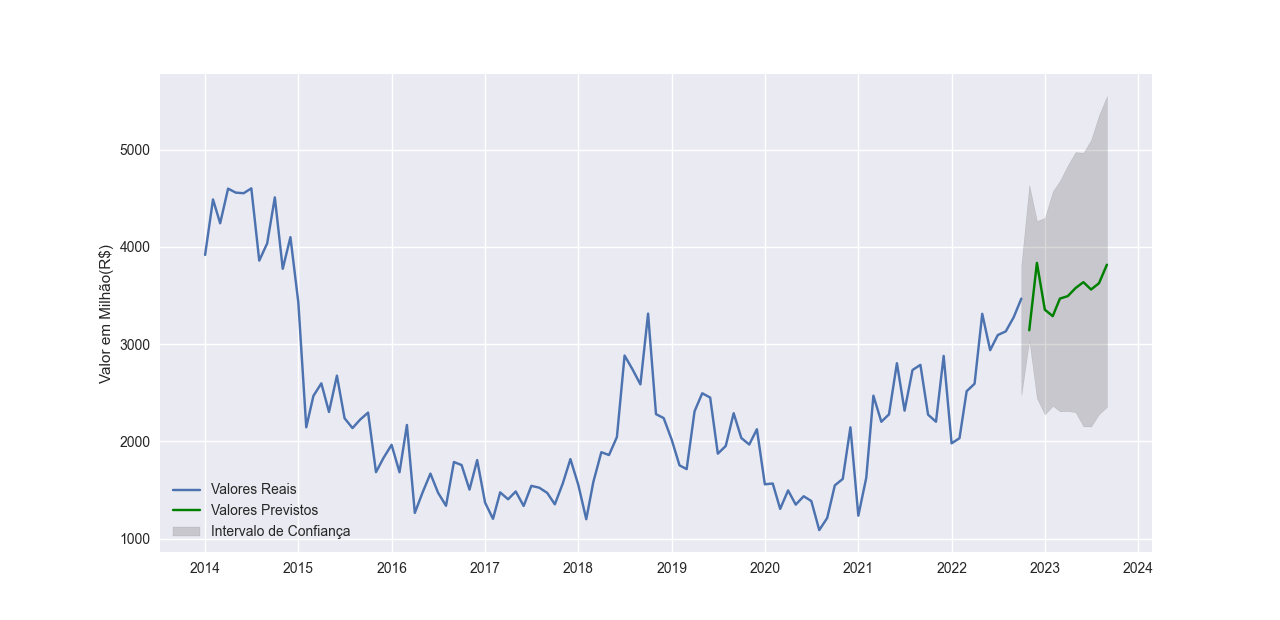 5000
4000
3000
2000
1000
Valor em Milhão(R$)
Valores Reais
Valores Previstos
Intervalo de Confiança
2014 2015 2016 2017 2018 2019 2020 2021 2022 2023 2024